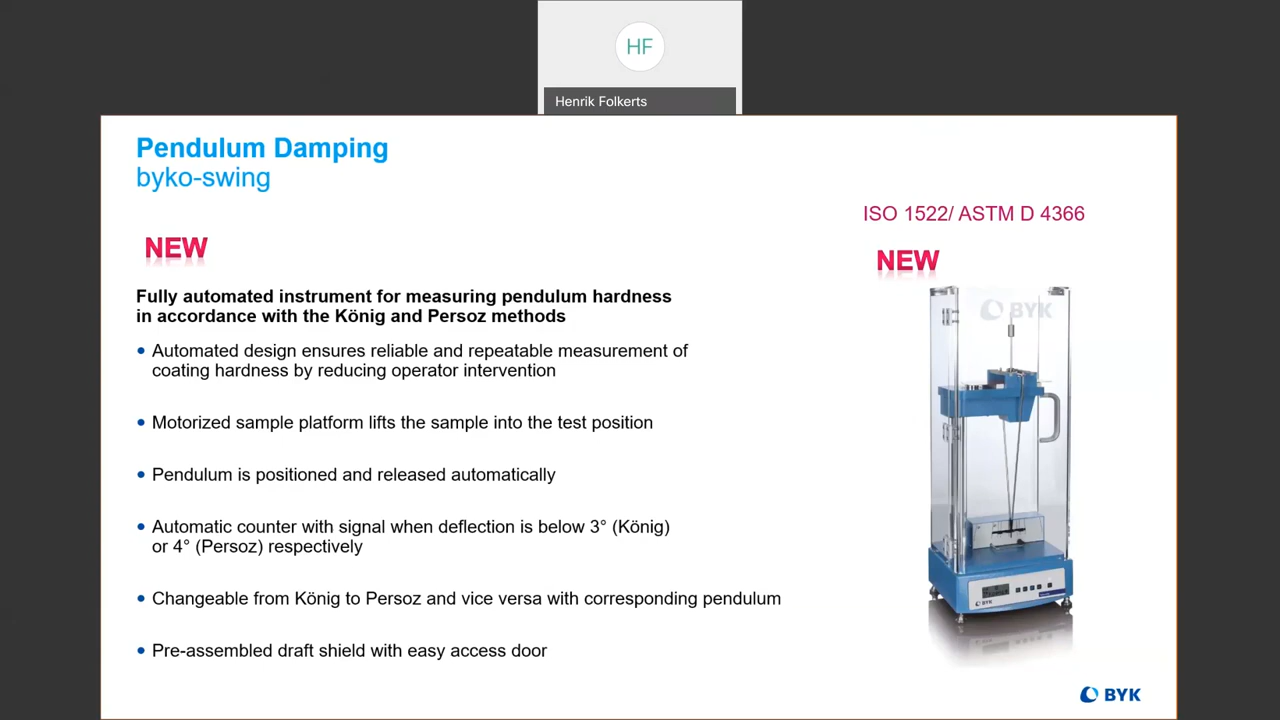 HF
Henrik Folkerts
Pendulum Damping
byko-swing
ISO 1522/ ASTM D 4366
NEW
NEW
Fully automated instrument for measuring pendulum hardness
in accordance with the König and Persoz methods
• Automated design ensures reliable and repeatable measurement of
coating hardness by reducing operator intervention
• Motorized sample platform lifts the sample into the test position
• Pendulum is positioned and released automatically
• Automatic counter with signal when deflection is below 3° (König)
or 4° (Persoz) respectively
• Changeable from König to Persoz and vice versa with corresponding pendulum
• Pre-assembled draft shield with easy access door
BYK
BYK
BYK